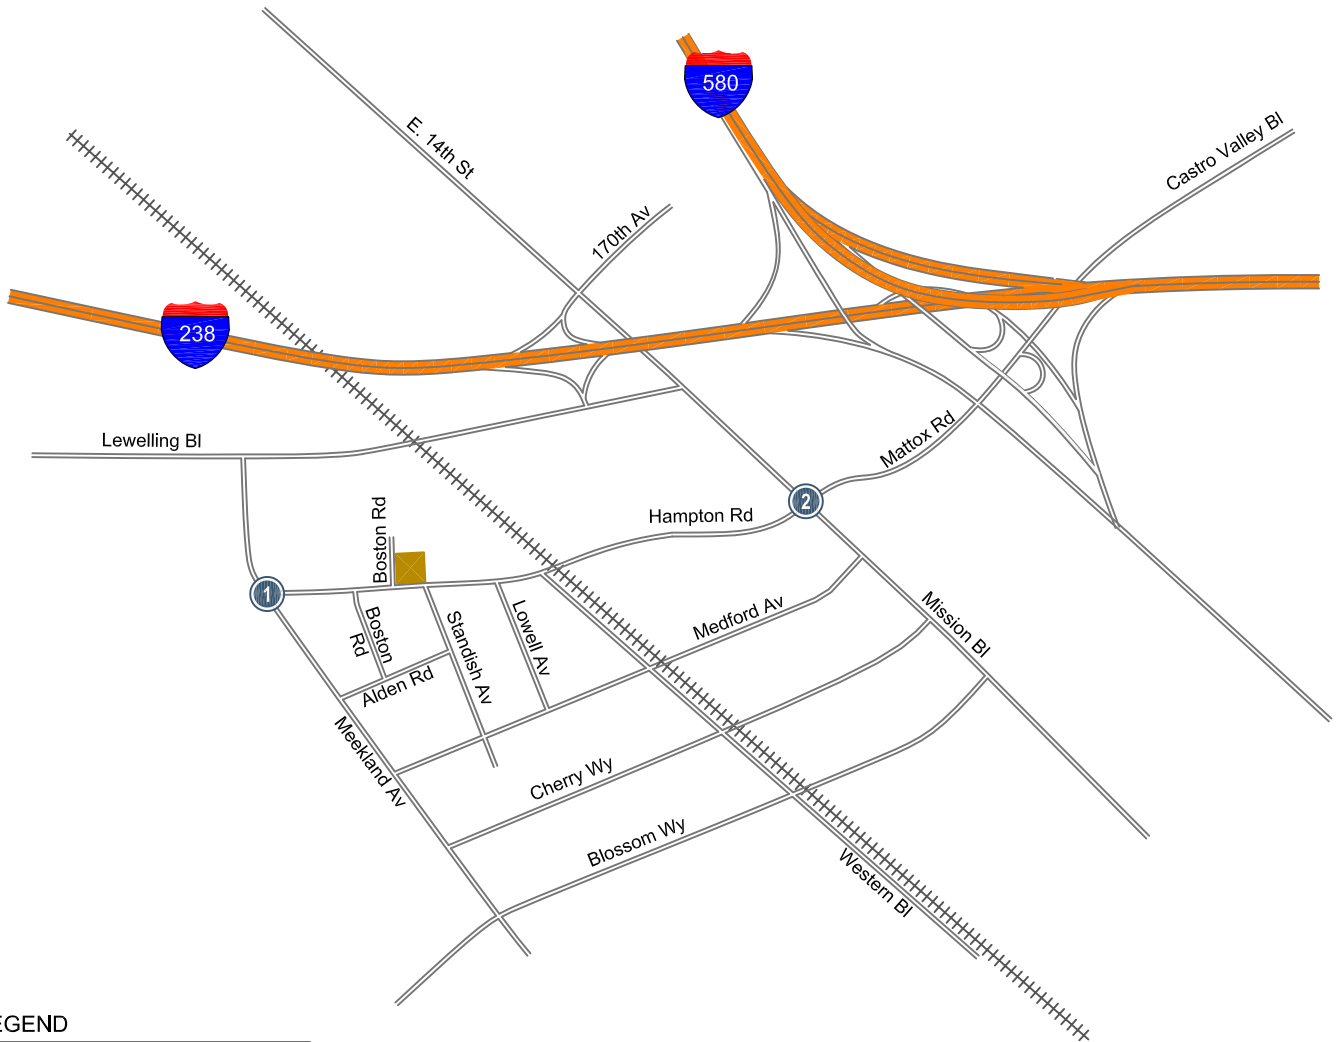 580
E. 14th St
Castro Valley Bl
170th Av
238
Lewelling Bl
Mattox Rd
2
Hampton Rd
Boston Rd
1
Boston
Rd
Standish Av
Lowell Av
Medford Av
Mission Bl
Alden Rd
Meekland Av
Cherry Wy
Blossom Wy
Western Bl
EGEND